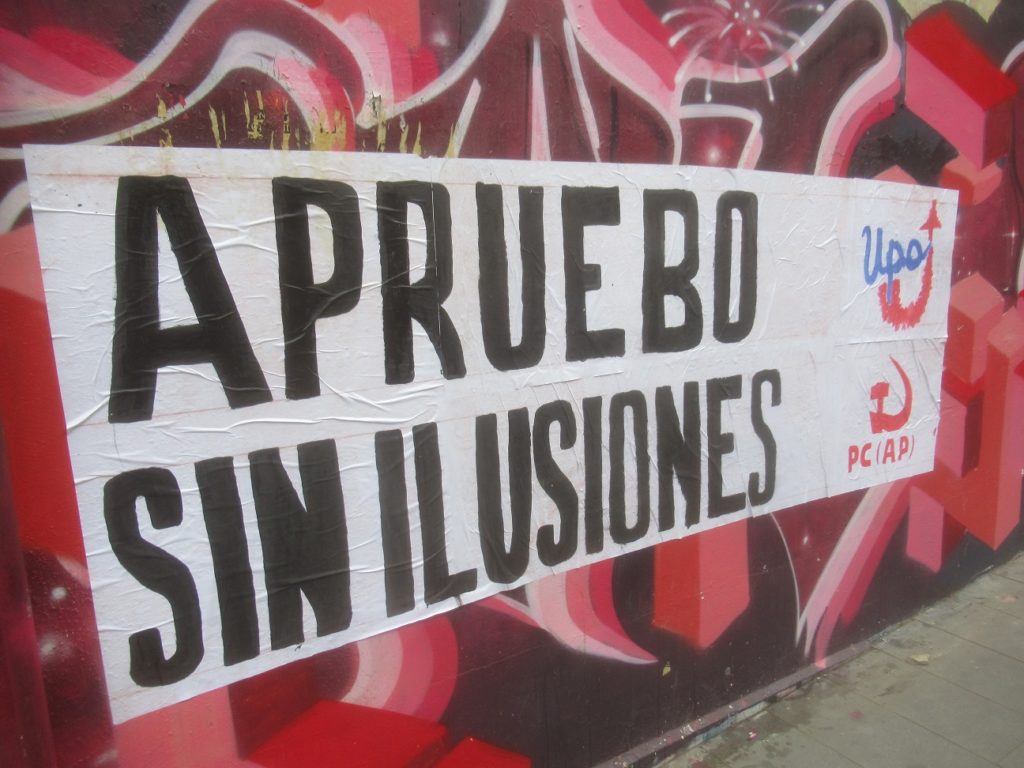 APRUEBO
SIN ILUSIONES
Upa
PC(AP)